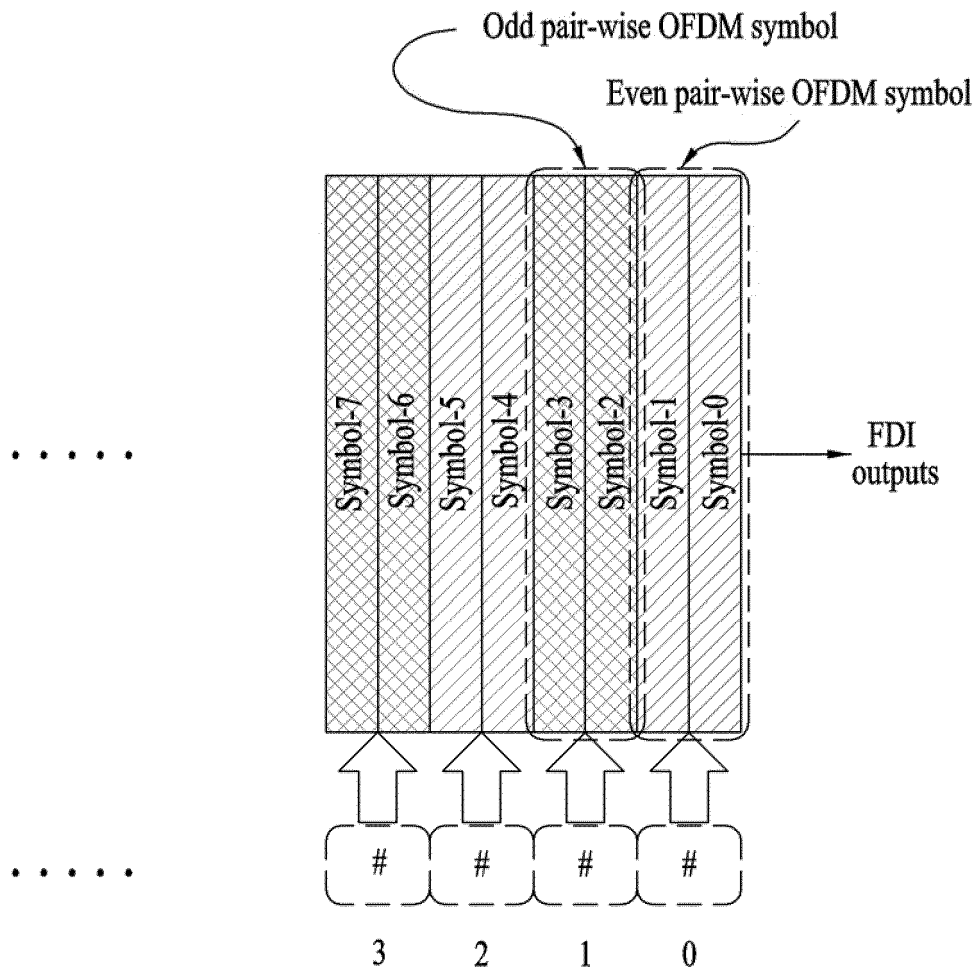 Odd pair-wise OFDM symbol
Even pair-wise OFDM symbol
Symbol-7
Symbol-6
Symbol-5
Symbol-4
Symbol-3
Symbol-2
Symbol-1
Symbol-0
FDI
outputs
# # # #
3 2 1 0